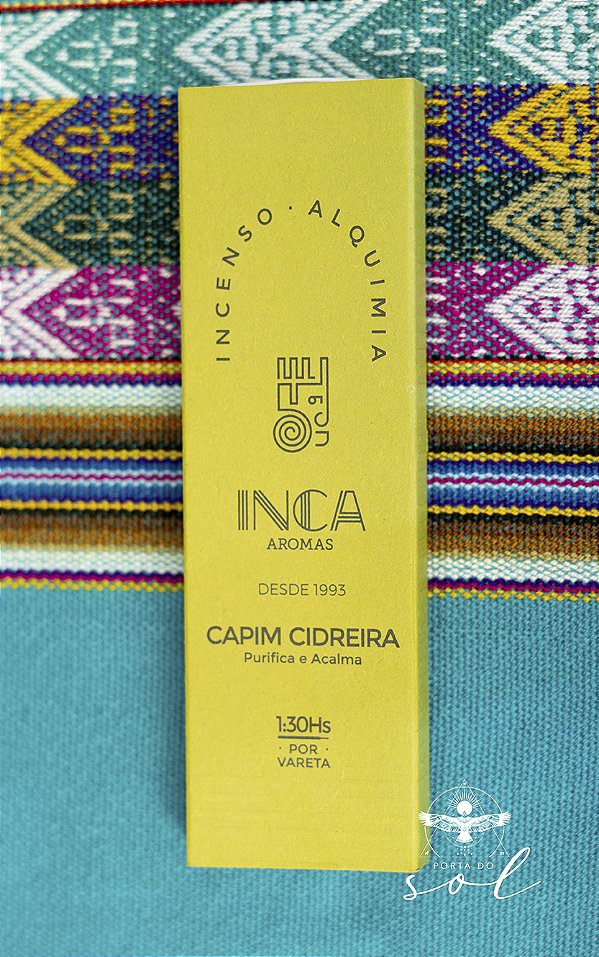 INCENSO · ALQUIMIA
INCA
AROMAS
DESDE 1993
CAPIM CIDREIRA
Purifica e Acalma
1:30Hs
· POR ·
VARETA
PORTA DO
sol